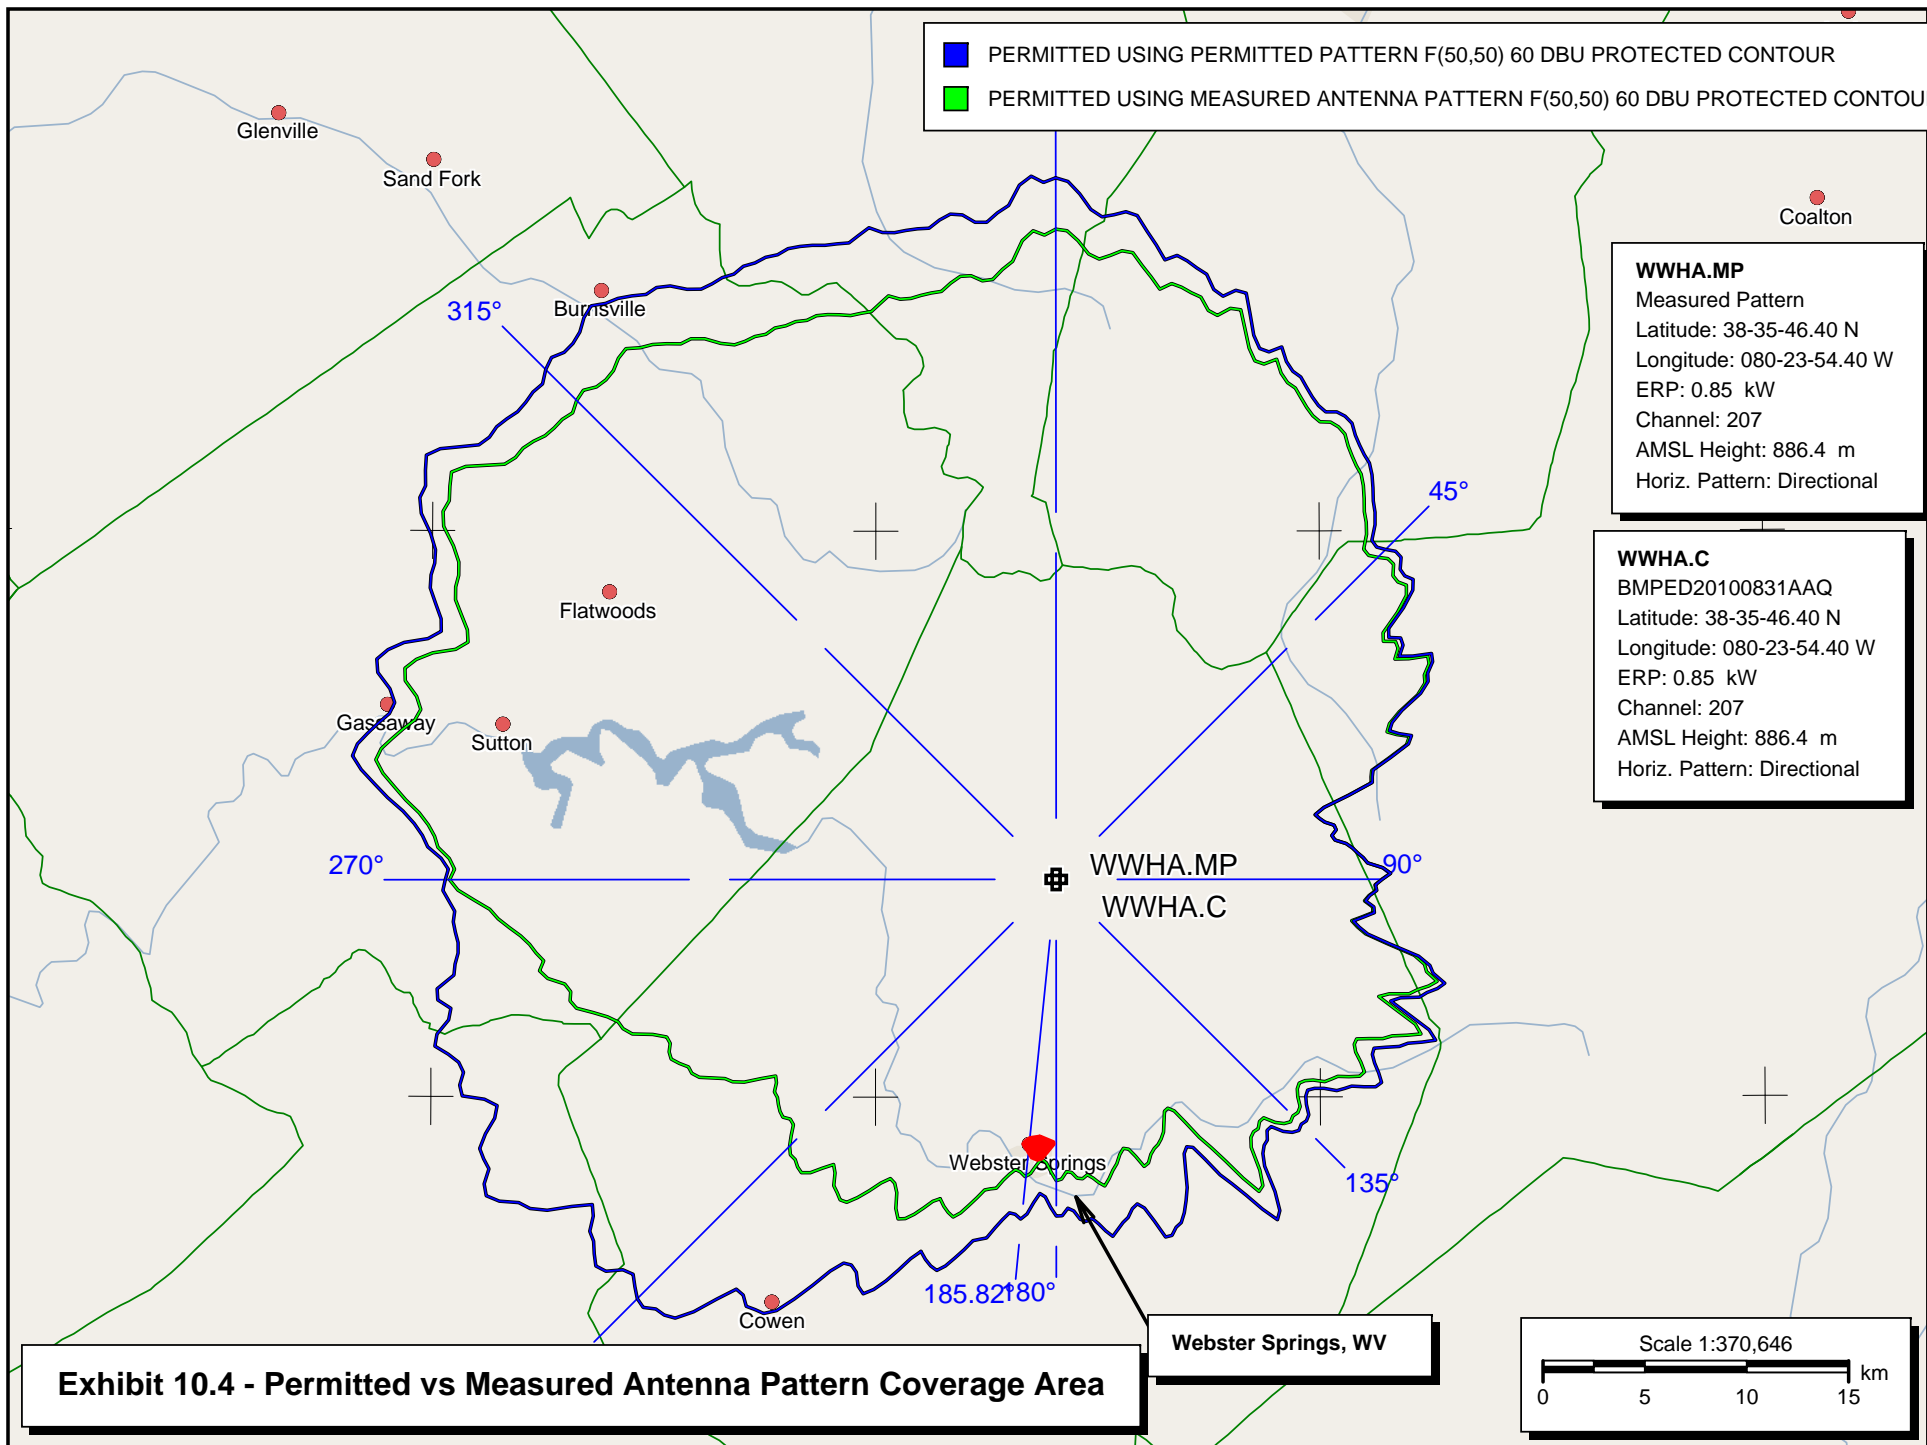 PERMITTED USING PERMITTED PATTERN F(50,50) 60 DBU PROTECTED CONTOUR
PERMITTED USING MEASURED ANTENNA PATTERN F(50,50) 60 DBU PROTECTED
Glenville
Sand Fork
Coalton
Burnsville
315°
WWHA.MP
Measured Pattern
Latitude: 38-35-46.40 N
Longitude: 080-23-54.40 W
ERP: 0.85 kW
Channel: 207
AMSL Height: 886.4 m
Horiz. Pattern: Directional
45°
WWHA.C
BMPED20100831AAQ
Latitude: 38-35-46.40 N
Longitude: 080-23-54.40 W
ERP: 0.85 kW
Channel: 207
AMSL Height: 886.4 m
Horiz. Pattern: Directional
Flatwoods
Gassaway
Sutton
270°
WWHA.MP
90°
WWHA.C
Webster Springs
135°
185.82°
180°
Cowen
Webster Springs, WV
Exhibit 10.4 - Permitted vs Measured Antenna Pattern Coverage Area
Scale 1:370,646
km
0 5 10 15